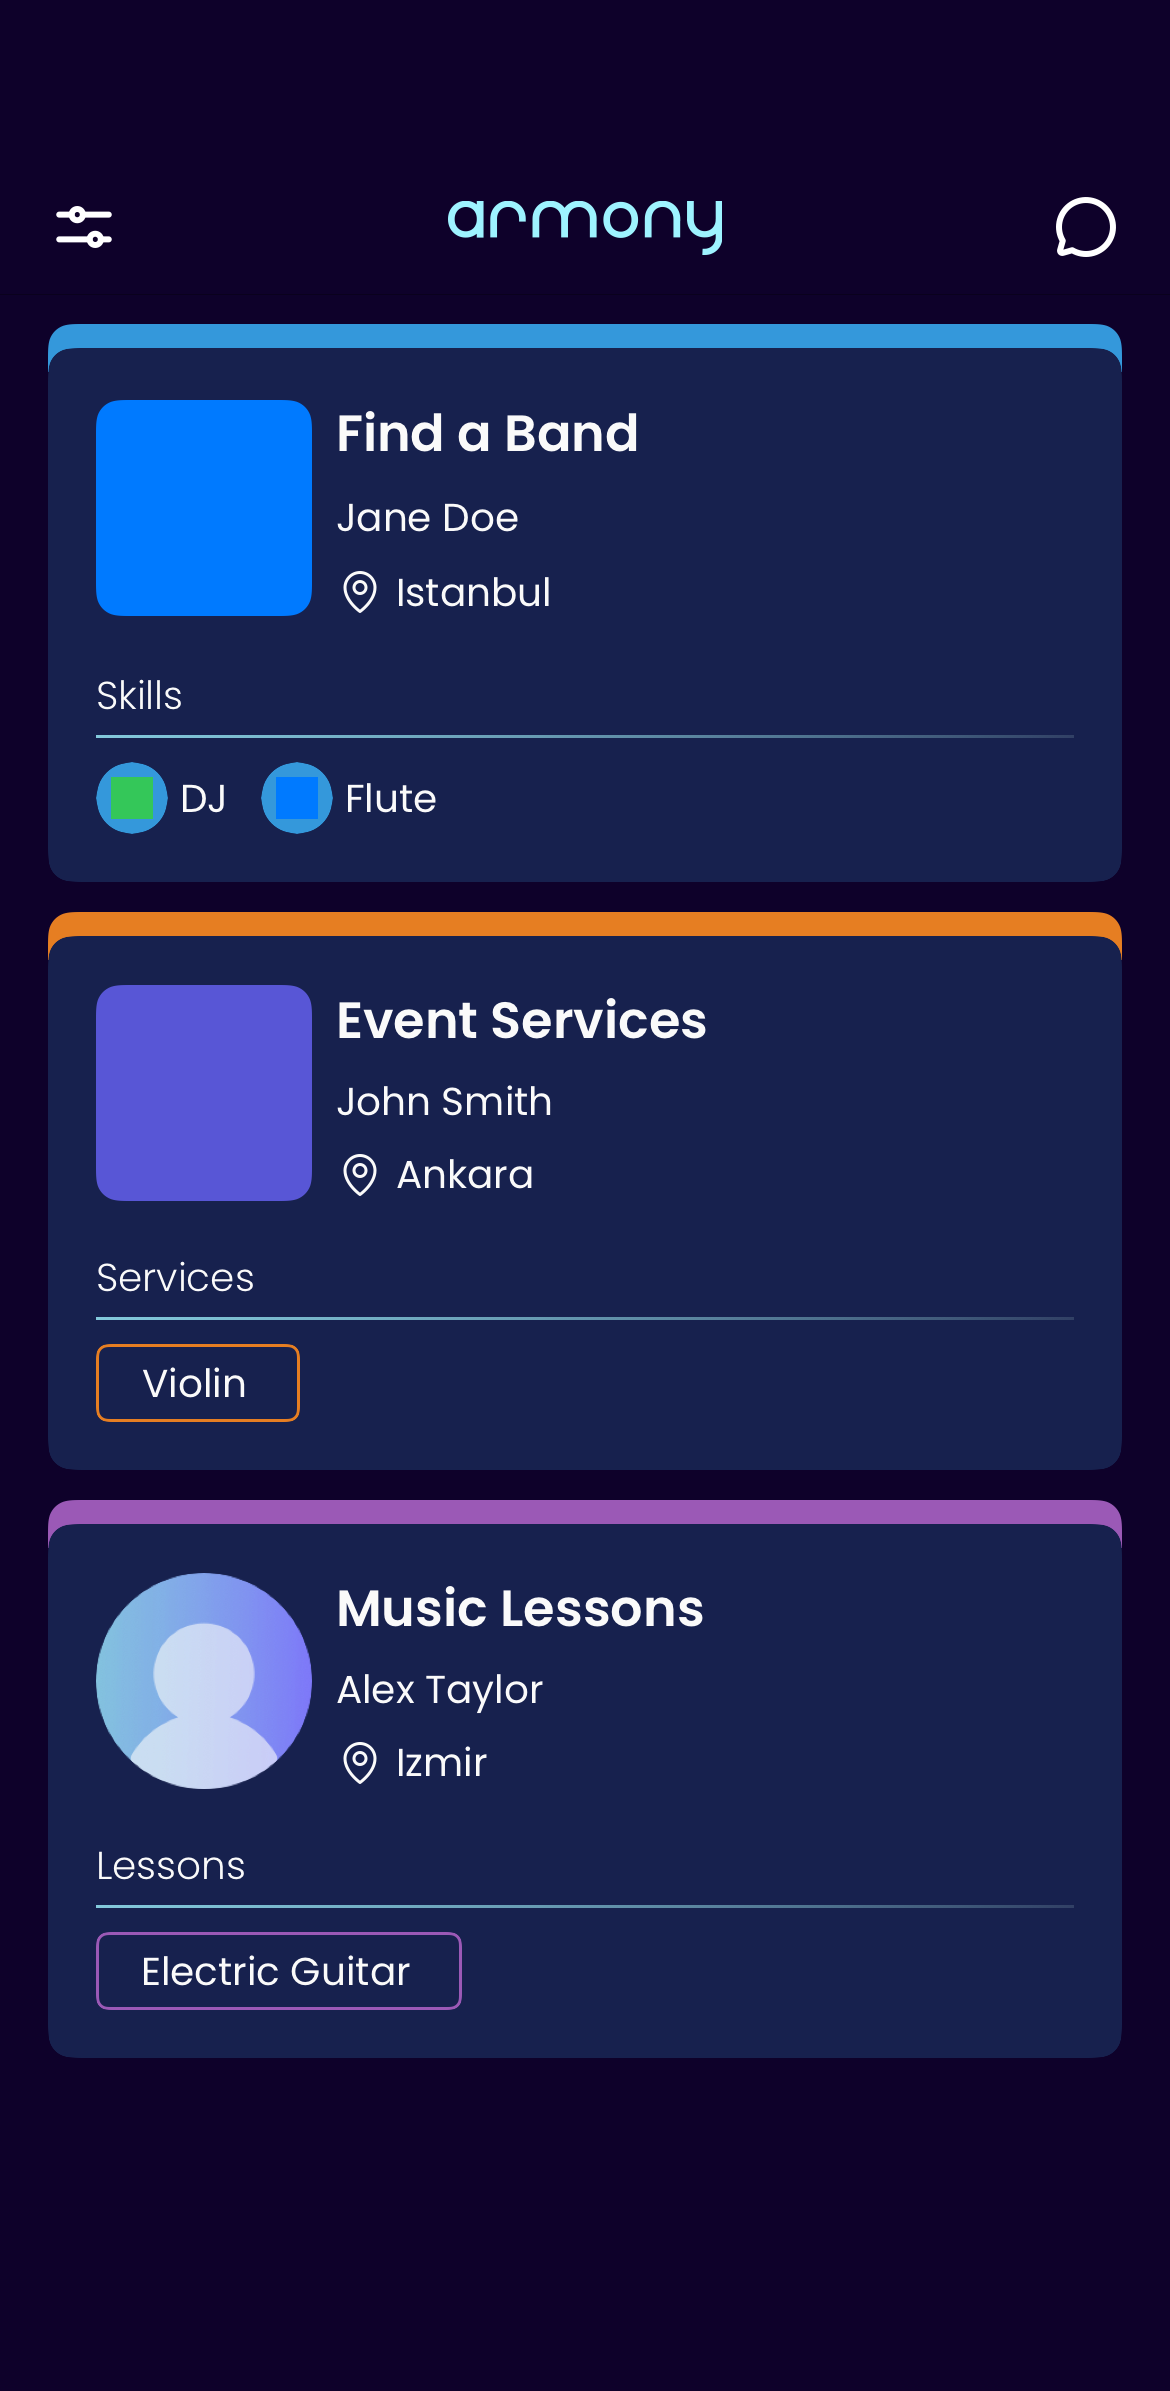 armony
Find a Band
Jane Doe
Istanbul
Skills
DJ Flute
Event Services
John Smith
Ankara
Services
Violin
Music Lessons
Alex Taylor
Izmir
Lessons
Electric Guitar